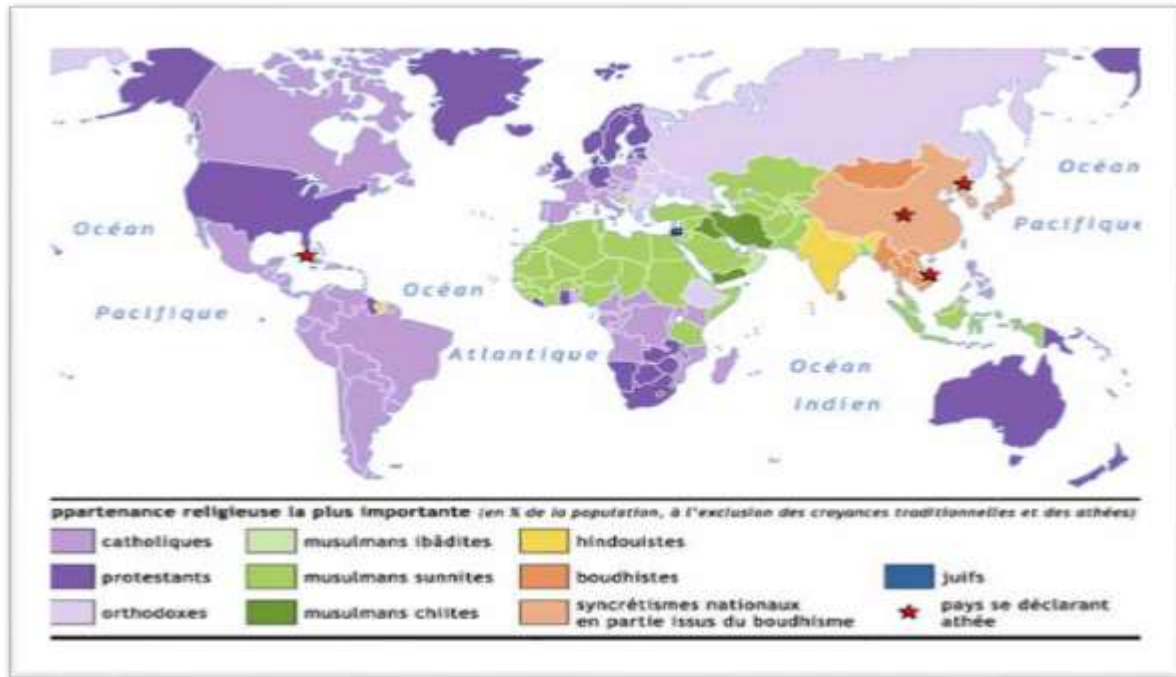 Océan
Pacifique
Océan
Atlantique
Océan
Indien
Océan
Pacifique
ppartenance religieuse la plus importante (en % de la population, à l'exclusion des croyances traditionnelles et des athées)
catholiques
protestants
orthodoxes
musulmans ibâdites
musulmans sunnites
musulmans chiites
hindouistes
boudhistes
syncrétismes nationaux
en partie issus du boudhisme
juifs
pays se déclarant
athée